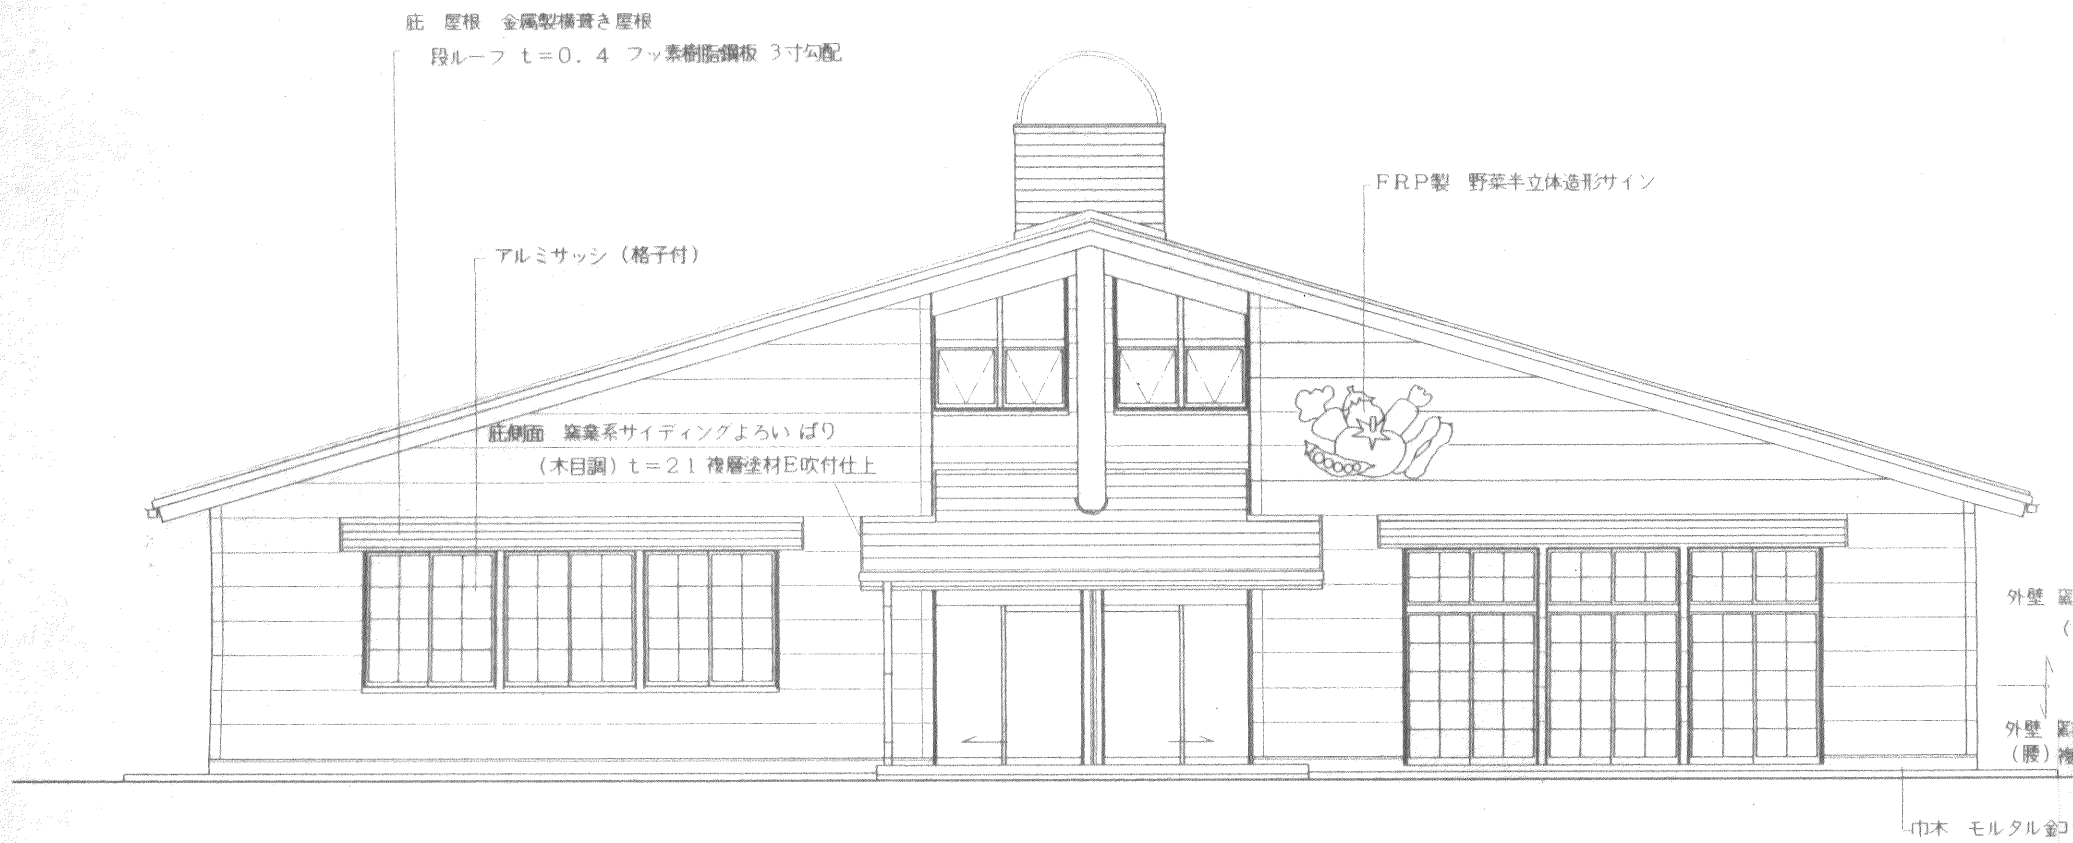 庇　屋根　金属製横葺き屋根
段ルーフ t＝0．4 フッ素樹脂鋼板 3寸勾配
FRP製　野菜半立体造形サイン
アルミサッシ（格子付）
庇側面　窯業系サイディングよろい ばり
（木目調）t＝21 複層塗材E吹付仕上
外壁 窯
（
外壁 窯
（腰）複
巾木　モルタル金コ